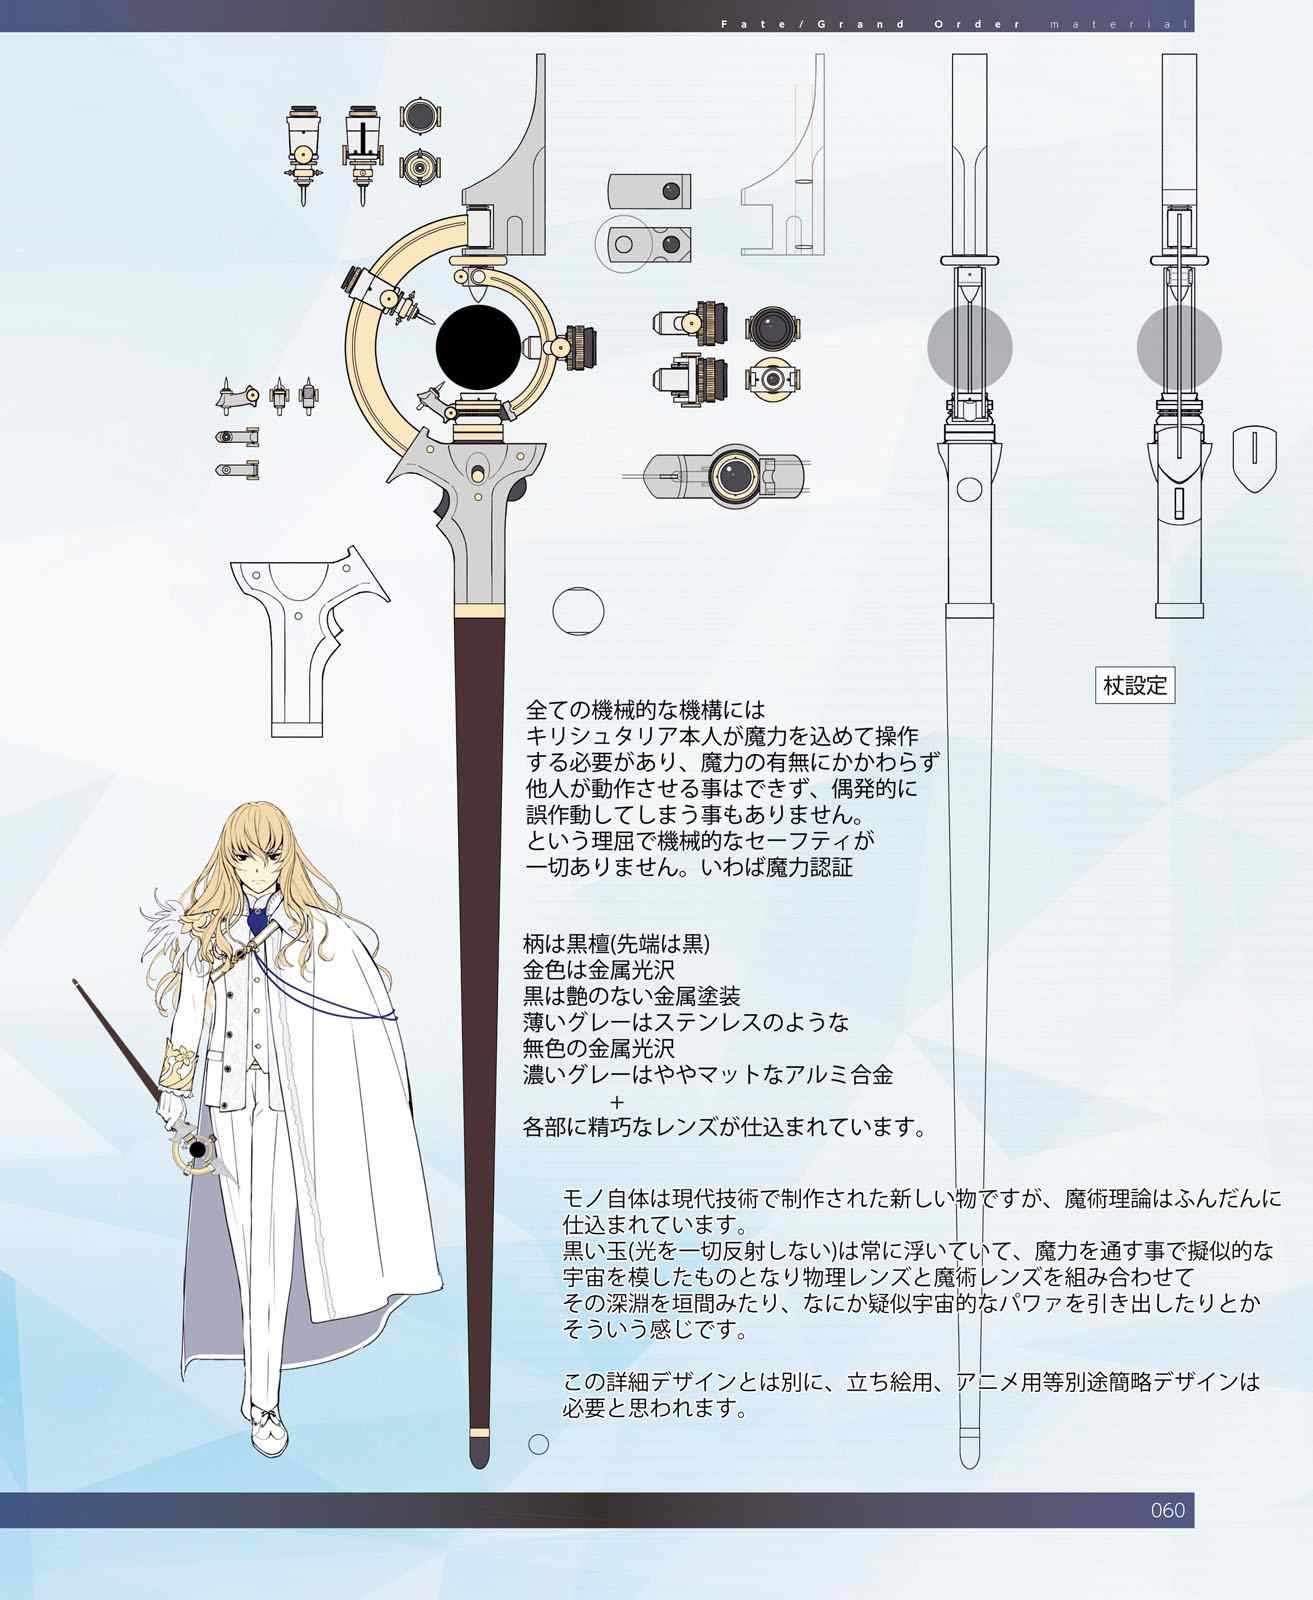 Fate/Grand Order material
杖設定
全ての機械的な機構には
キリシュタリア本人が魔力を込めて操作
する必要があり、魔力の有無にかかわらず
他人が動作させる事はできず、偶発的に
誤作動してしまう事もありません。
という理屈で機械的なセーフティが
一切ありません。いわば魔力認証
柄は黒檀(先端は黒)
金色は金属光沢
黒は艶のない金属塗装
薄いグレーはステンレスのような
無色の金属光沢
濃いグレーはややマットなアルミ合金
+
各部に精巧なレンズが仕込まれています。
モノ自体は現代技術で制作された新しい物ですが、魔術理論はふんだんに
仕込まれています。
黒い玉(光を一切反射しない)は常に浮いていて、魔力を通す事で擬似的な
宇宙を模したものとなり物理レンズと魔術レンズを組み合わせて
その深淵を垣間みたり、なにか疑似宇宙的なパワァを引き出したりとか
そういう感じです。
この詳細デザインとは別に、立ち絵用、アニメ用等別途簡略デザインは
必要と思われます。
060